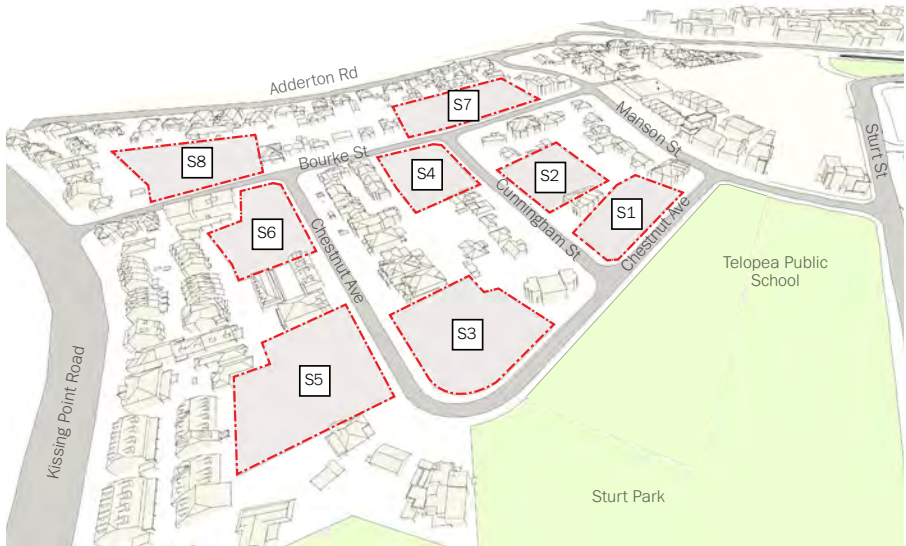 Adderton Rd
S7
Manson St
Sturt St
S8
Bourke St
S4
S2
Cunningham St
S1
Chestnut Ave
S6
Chestnut Ave
Telopea Public
School
S3
S5
Kissing Point Road
Sturt Park